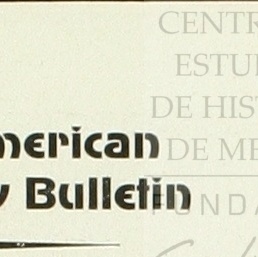 CENTR
ESTU
DE HIST
DE ME
FUNDA
merican
y Bulletin